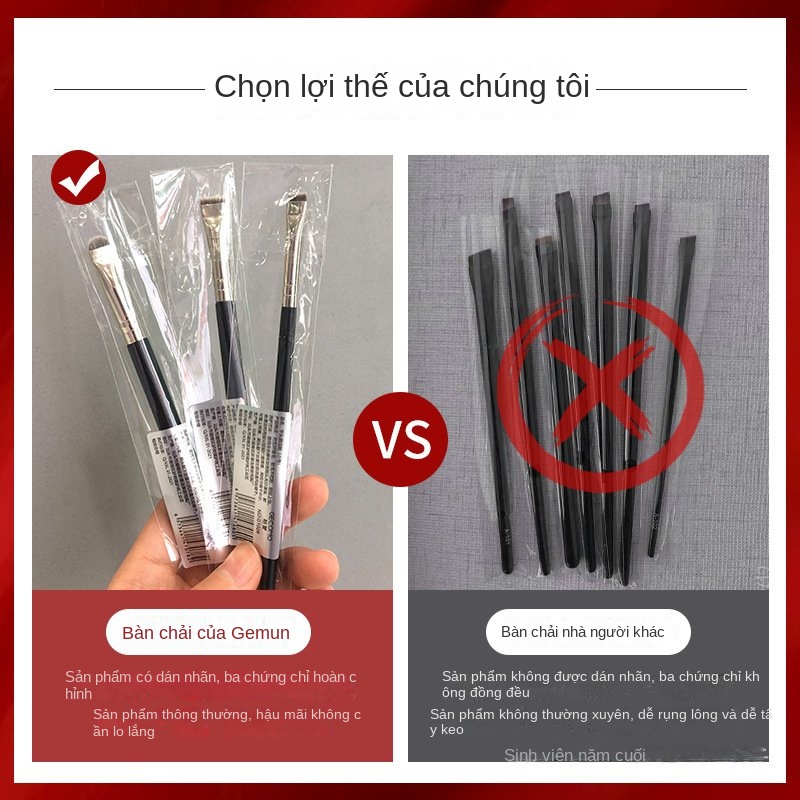 Chọn lợi thế của chúng tôi
VS
Bàn chải của Gemun
Sản phẩm có dán nhãn, ba chứng chỉ hoàn c
hỉnh
Sản phẩm thông thường, hậu mãi không c
ần lo lắng
Bàn chải nhà người khác
Sản phẩm không được dán nhãn, ba chứng chỉ kh
ông đồng đều
Sản phẩm không thường xuyên, dễ rụng lông và dễ tẩ
y keo
Sinh viên năm cuối